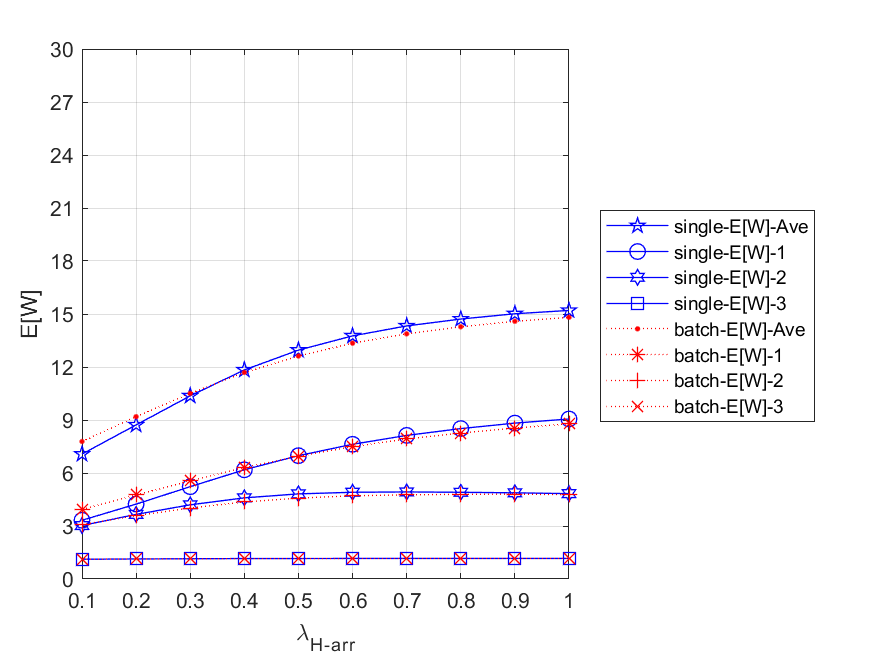 30
27
24
21
18
15
12
9
6
3
0
E[W]
0.1 0.2 0.3 0.4 0.5 0.6 0.7 0.8 0.9 1
λH-arr
single-E[W]-Ave
single-E[W]-1
single-E[W]-2
single-E[W]-3
batch-E[W]-Ave
batch-E[W]-1
batch-E[W]-2
batch-E[W]-3